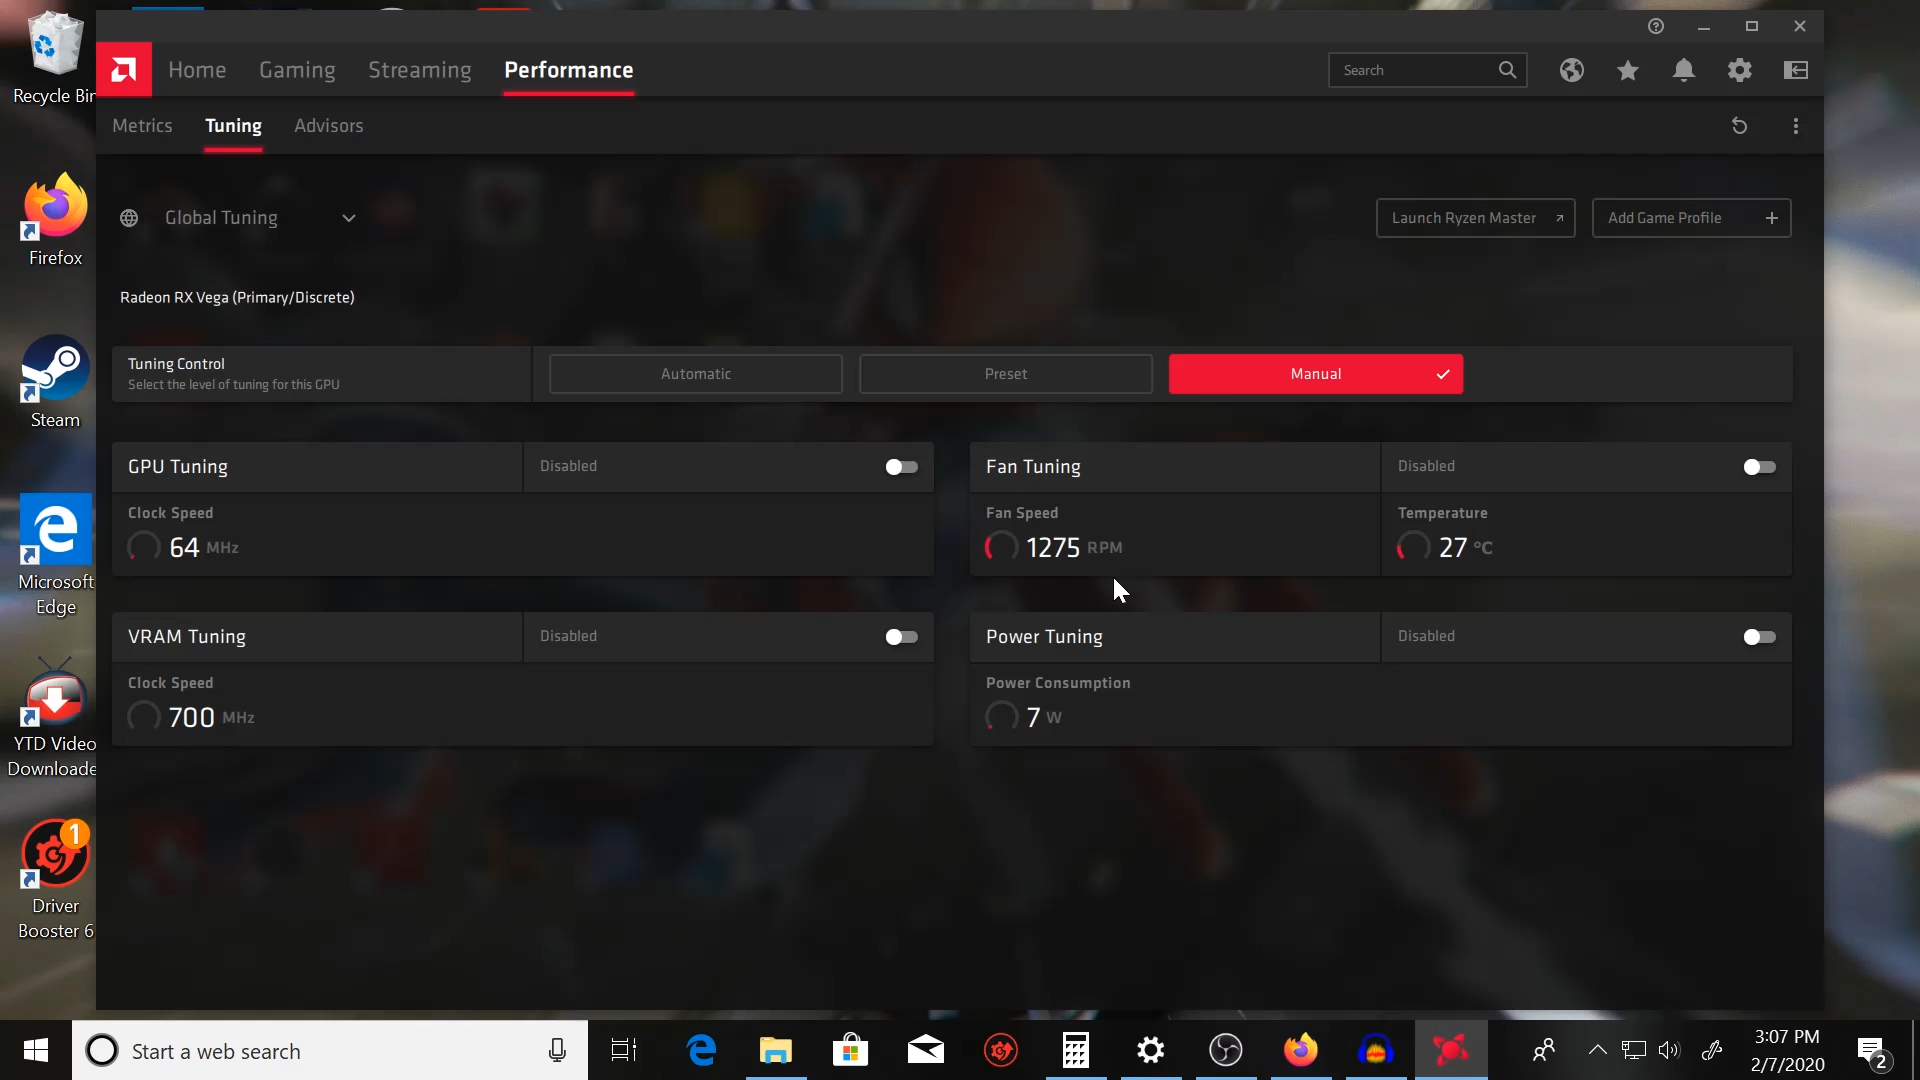 Home Gaming Streaming Performance Search
Metrics Tuning Advisors
Global Tuning
Launch Ryzen Master
Add Game Profile
Radeon RX Vega (Primary/Discrete)
Tuning Control
Select the level of tuning for this GPU
Automatic
Preset
Manual
GPU Tuning
Disabled
Clock Speed
64 MHz
Fan Tuning
Disabled
Fan Speed
1275 RPM
Temperature
27 °C
VRAM Tuning
Disabled
Clock Speed
700 MHz
Power Tuning
Disabled
Power Consumption
7 W
Recycle Bin
Firefox
Steam
Microsoft
Edge
YTD Video
Downloade
1
Driver
Booster 6
Start a web search
3:07 PM
2/7/2020
2